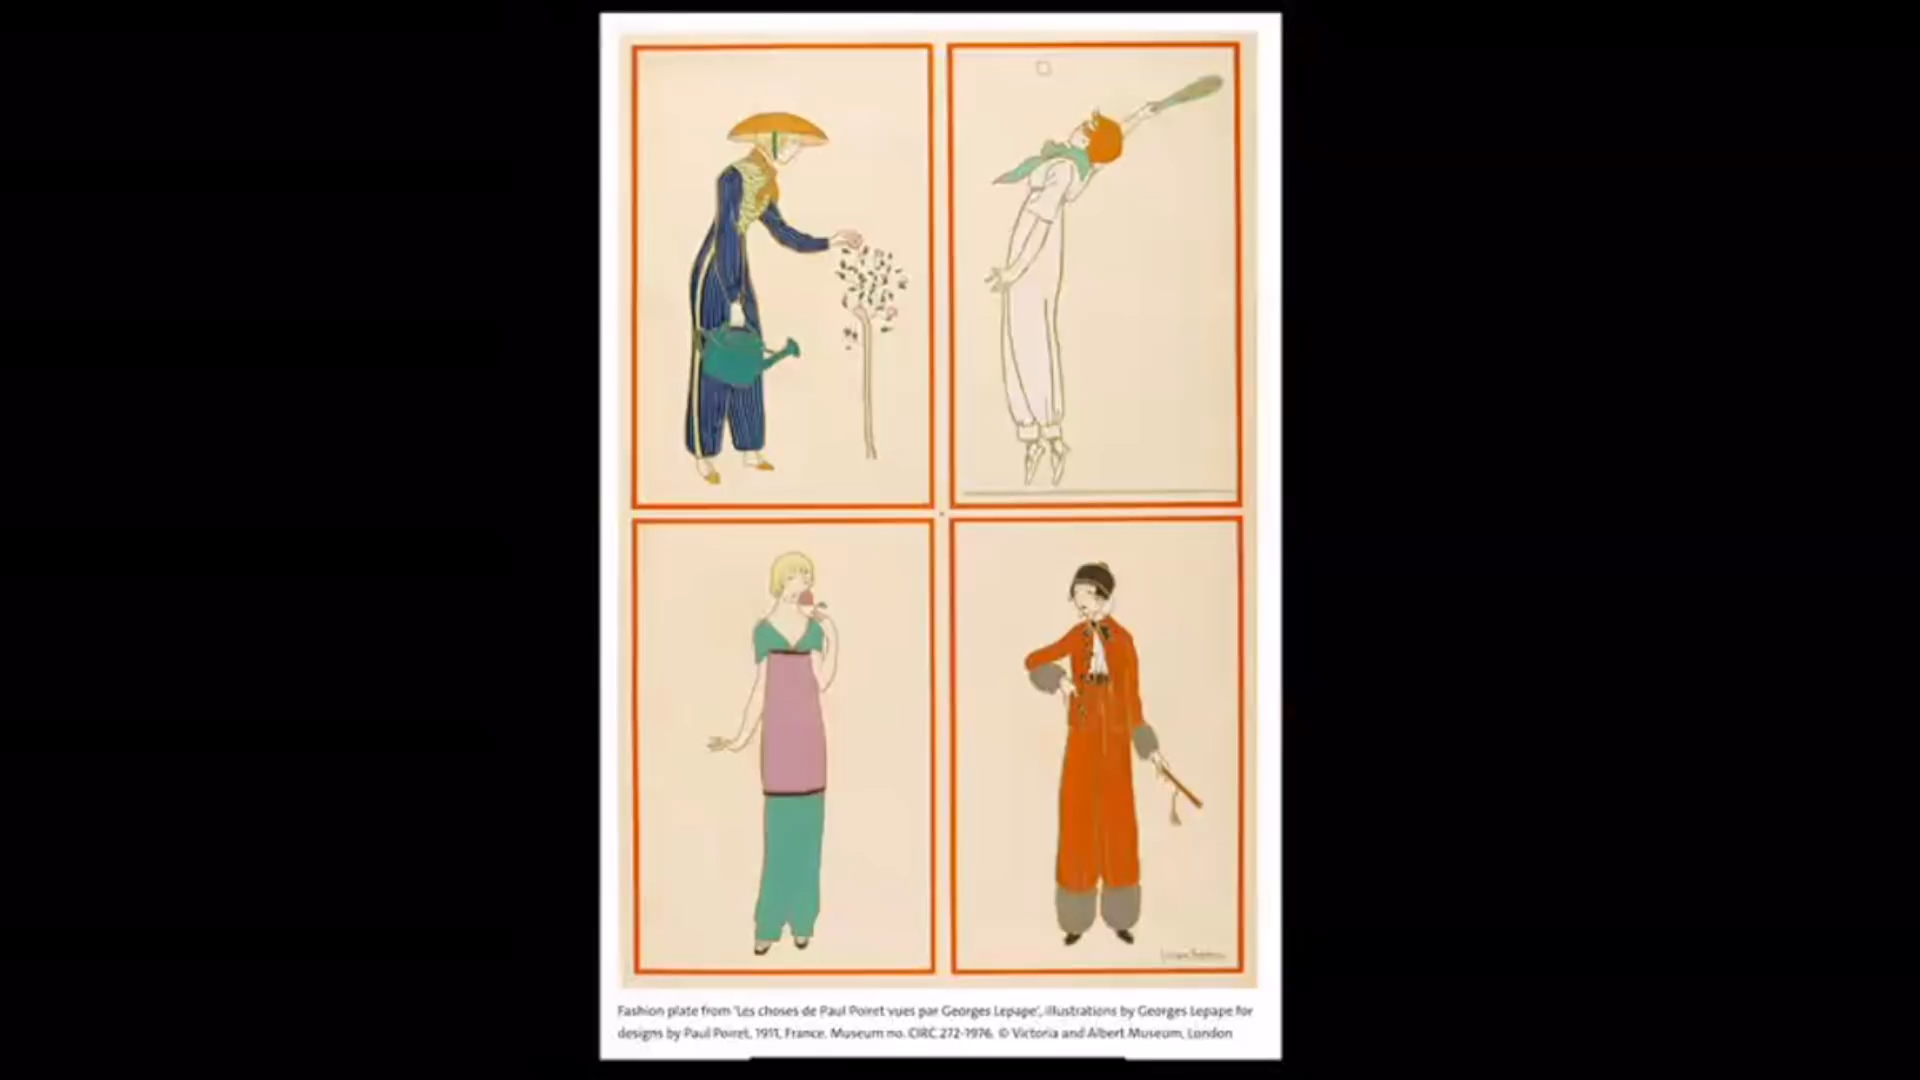 Fashion plate from 'Les choses de Paul Poiret vues par Georges Lepape', illustrations by Georges Lepape for
designs by Paul Poiret, 1911, France. Museum no. CIRC.272-1976. © Victoria and Albert Museum, London